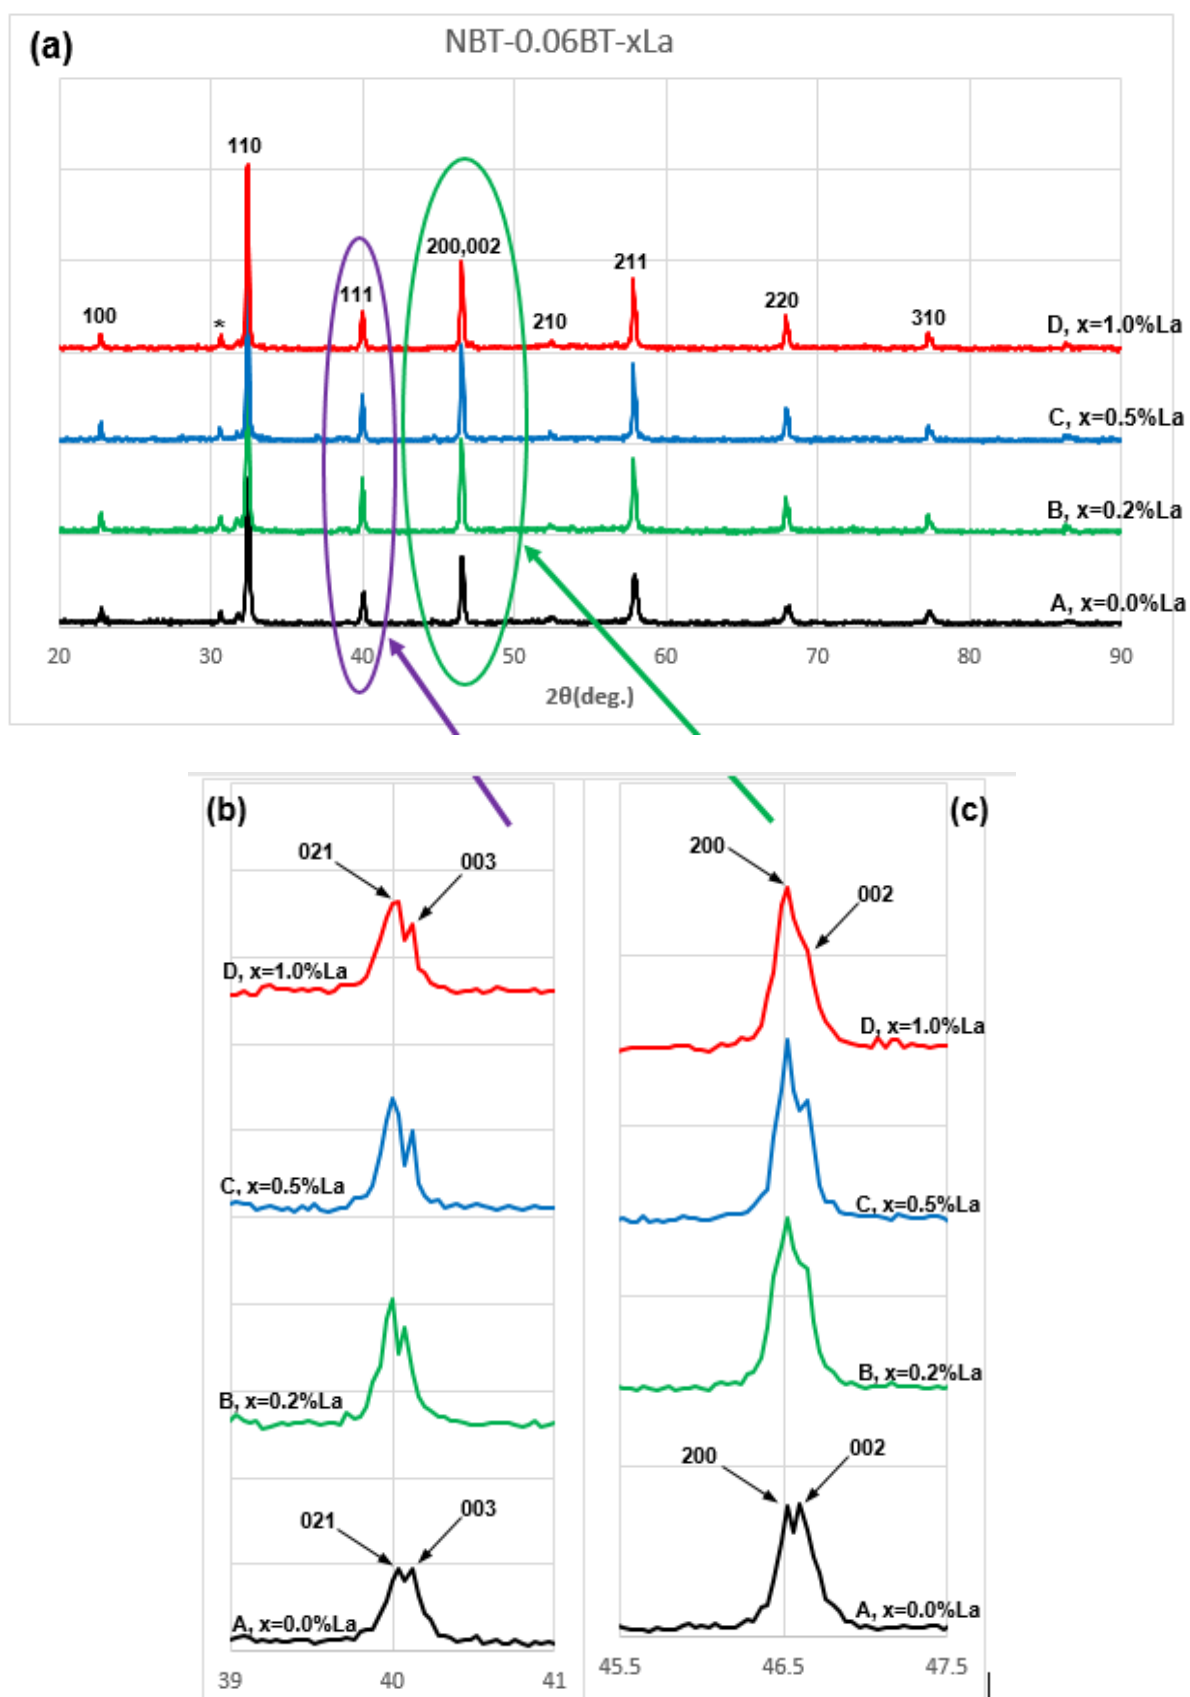 (a)
NBT-0.06BT-xLa
110
200,002
211
111
100
*
210
220
310
D, x=1.0%La
C, x=0.5%La
B, x=0.2%La
A, x=0.0%La
20 30 40 50 60 70 80 90
2θ(deg.)
(b)
021
003
D, x=1.0%La
C, x=0.5%La
B, x=0.2%La
021
003
A, x=0.0%La
39 40 41
(c)
200
002
D, x=1.0%La
C, x=0.5%La
B, x=0.2%La
200
002
A, x=0.0%La
45.5 46.5 47.5